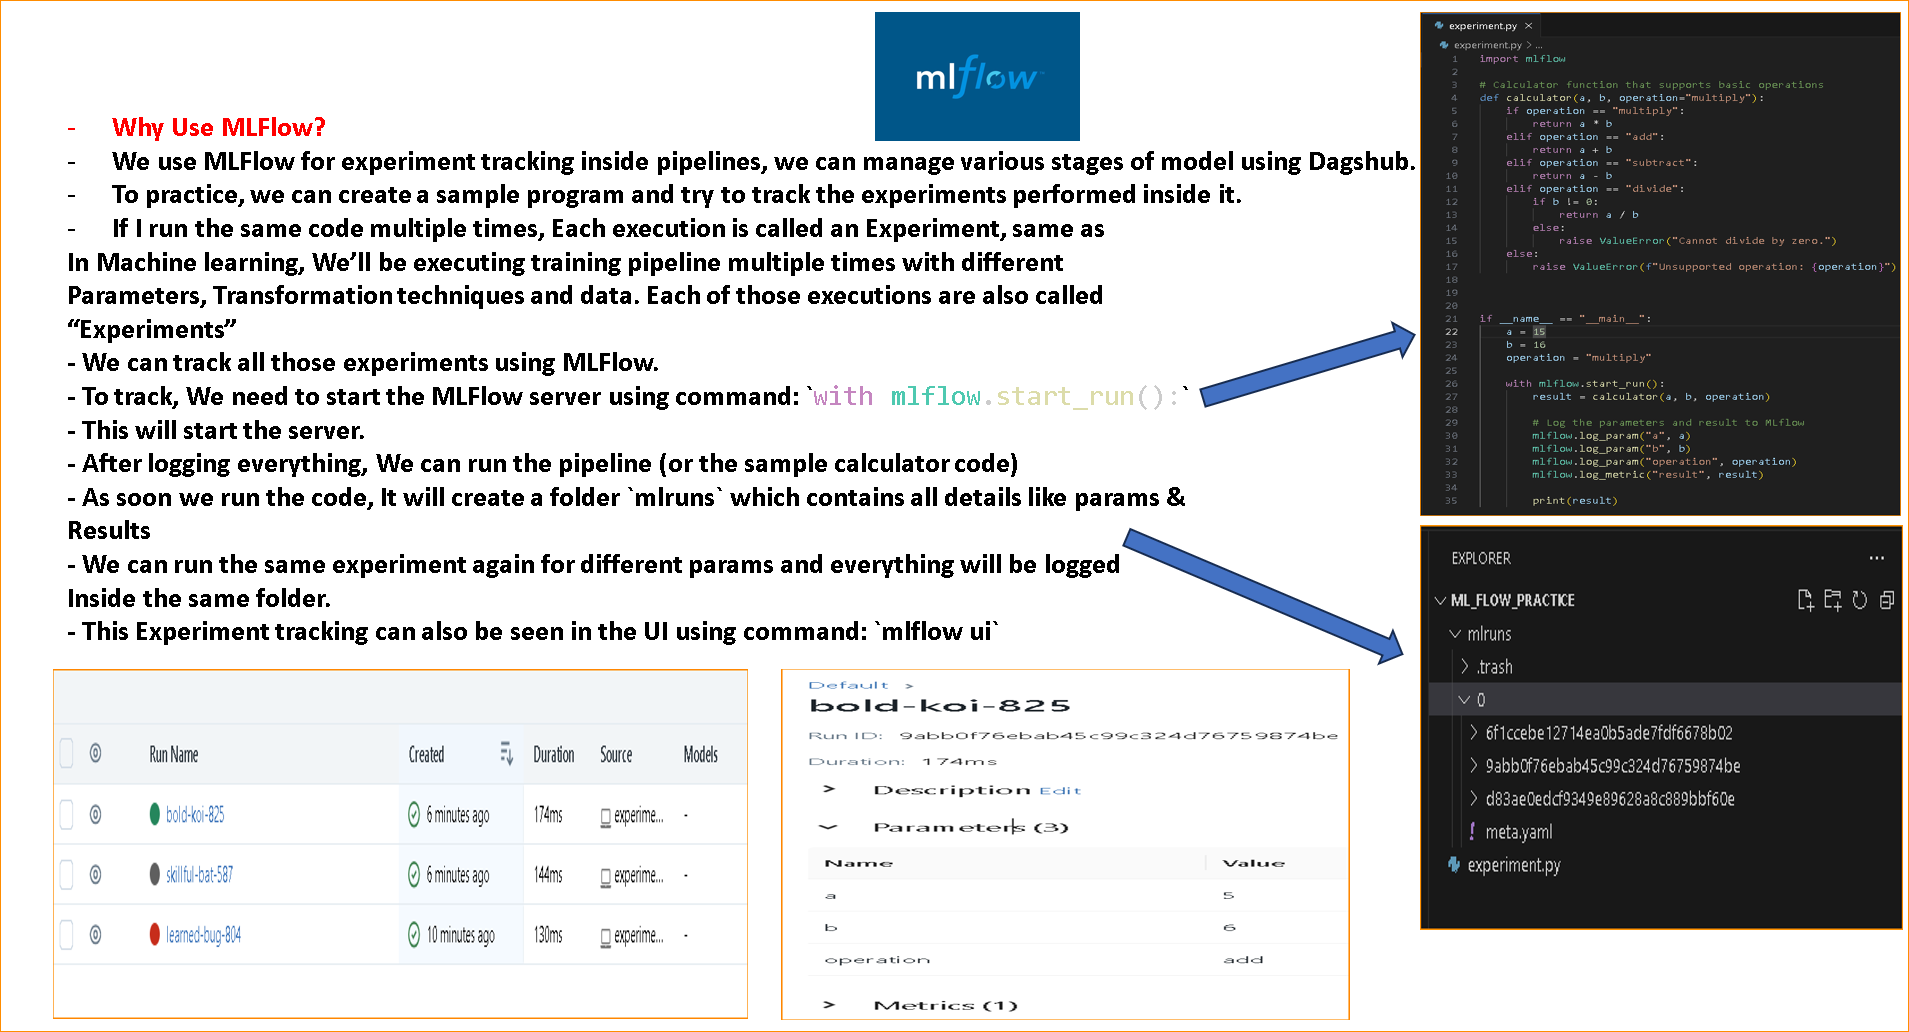 mlflow
- Why Use MLFlow?
- We use MLFlow for experiment tracking inside pipelines, we can manage various stages of model using Dagshub.
- To practice, we can create a sample program and try to track the experiments performed inside it.
- If I run the same code multiple times, Each execution is called an Experiment, same as
In Machine learning, We’ll be executing training pipeline multiple times with different
Parameters, Transformation techniques and data. Each of those executions are also called
“Experiments”
- We can track all those experiments using MLFlow.
- To track, We need to start the MLFlow server using command: `with mlflow.start_run():`
- This will start the server.
- After logging everything, We can run the pipeline (or the sample calculator code)
- As soon we run the code, It will create a folder `mlruns` which contains all details like params &
Results
- We can run the same experiment again for different params and everything will be logged
Inside the same folder.
- This Experiment tracking can also be seen in the UI using command: `mlflow ui`
experiment.py ×
experiment.py > ...
1 import mlflow
2
3 # Calculator function that supports basic operations
4 def calculator(a, b, operation="multiply"):
5 if operation == "multiply":
6 return a * b
7 elif operation == "add":
8 return a + b
9 elif operation == "subtract":
10 return a - b
11 elif operation == "divide":
12 if b != 0:
13 return a / b
14 else:
15 raise ValueError("Cannot divide by zero.")
16 else:
17 raise ValueError(f"Unsupported operation: {operation}")
18
19
20
21 if __name__ == "__main__":
22 a = 15
23 b = 16
24 operation = "multiply"
25
26 with mlflow.start_run():
27 result = calculator(a, b, operation)
28
29 # Log the parameters and result to MLflow
30 mlflow.log_param("a", a)
31 mlflow.log_param("b", b)
32 mlflow.log_param("operation", operation)
33 mlflow.log_metric("result", result)
34
35 print(result)
EXPLORER ...
ML_FLOW_PRACTICE
mlruns
.trash
0
6f1ccebe12714ea0b5ade7fdf6678b02
9abb0f76ebab45c99c324d76759874be
d83ae0edcf9349e89628a8c889bbf60e
! meta.yaml
experiment.py
Run Name Created Duration Source Models
bold-koi-825 6 minutes ago 174ms experime... -
skillful-bat-587 6 minutes ago 144ms experime... -
learned-bug-804 10 minutes ago 130ms experime... -
Default >
bold-koi-825
Run ID: 9abb0f76ebab45c99c324d76759874be
Duration: 174ms
Description Edit
Parameters (3)
Name Value
a 5
b 6
operation add
Metrics (1)